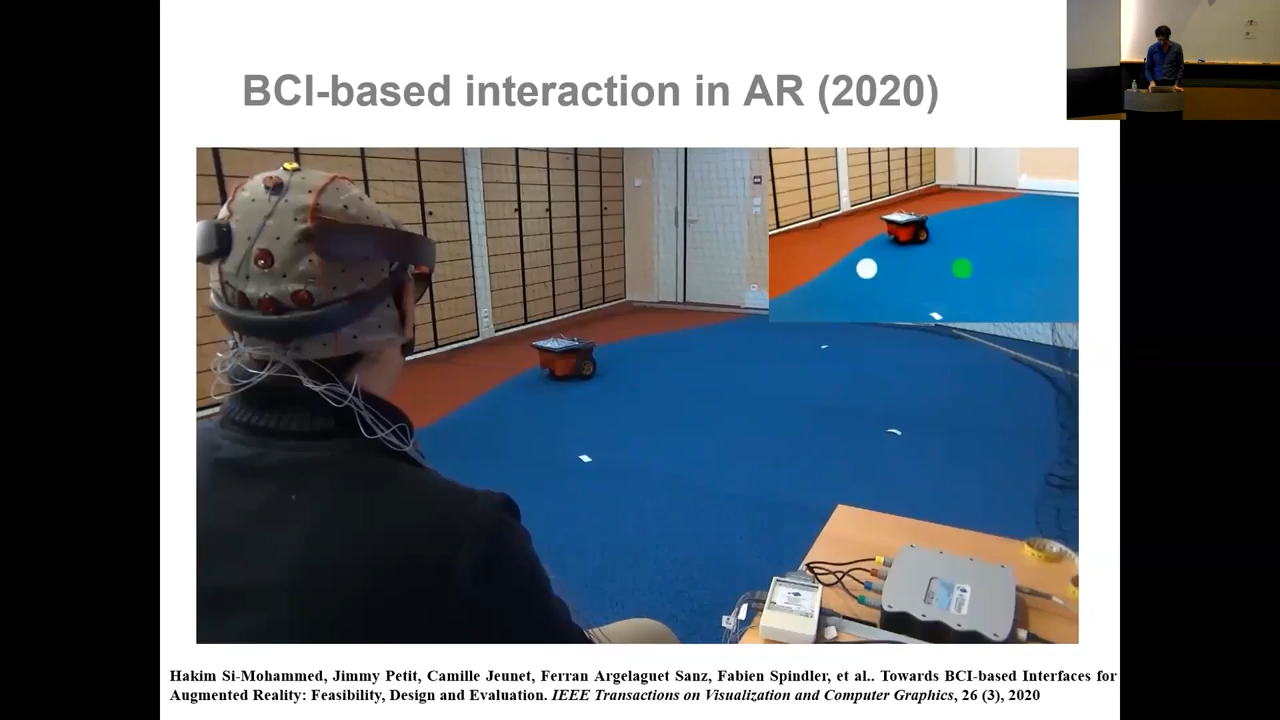 BCI-based interaction in AR (2020)
Hakim Si-Mohammed, Jimmy Petit, Camille Jeunet, Ferran Argelaguet Sanz, Fabien Spindler, et al.. Towards BCI-based Interfaces for
Augmented Reality: Feasibility, Design and Evaluation. IEEE Transactions on Visualization and Computer Graphics, 26 (3), 2020